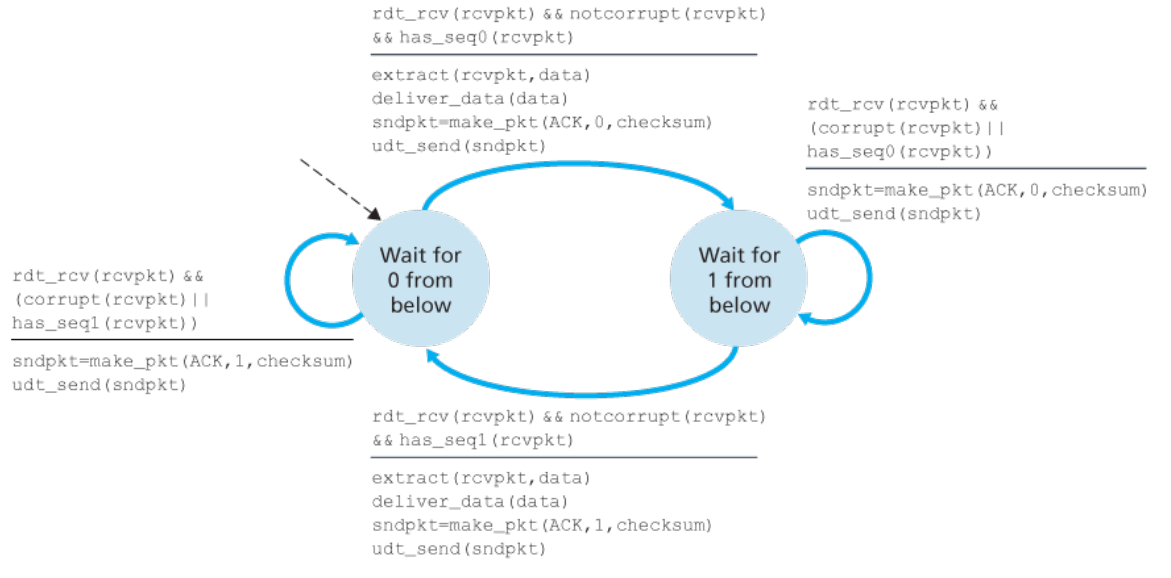 rdt_rcv(rcvpkt) && notcorrupt(rcvpkt)
&& has_seq0(rcvpkt)
extract(rcvpkt,data)
deliver_data(data)
sndpkt=make_pkt(ACK,0,checksum)
udt_send(sndpkt)
rdt_rcv(rcvpkt) &&
(corrupt(rcvpkt)||
has_seq0(rcvpkt))
sndpkt=make_pkt(ACK,0,checksum)
udt_send(sndpkt)
Wait for
0 from
below
Wait for
1 from
below
rdt_rcv(rcvpkt) &&
(corrupt(rcvpkt)||
has_seq1(rcvpkt))
sndpkt=make_pkt(ACK,1,checksum)
udt_send(sndpkt)
rdt_rcv(rcvpkt) && notcorrupt(rcvpkt)
&& has_seq1(rcvpkt)
extract(rcvpkt,data)
deliver_data(data)
sndpkt=make_pkt(ACK,1,checksum)
udt_send(sndpkt)